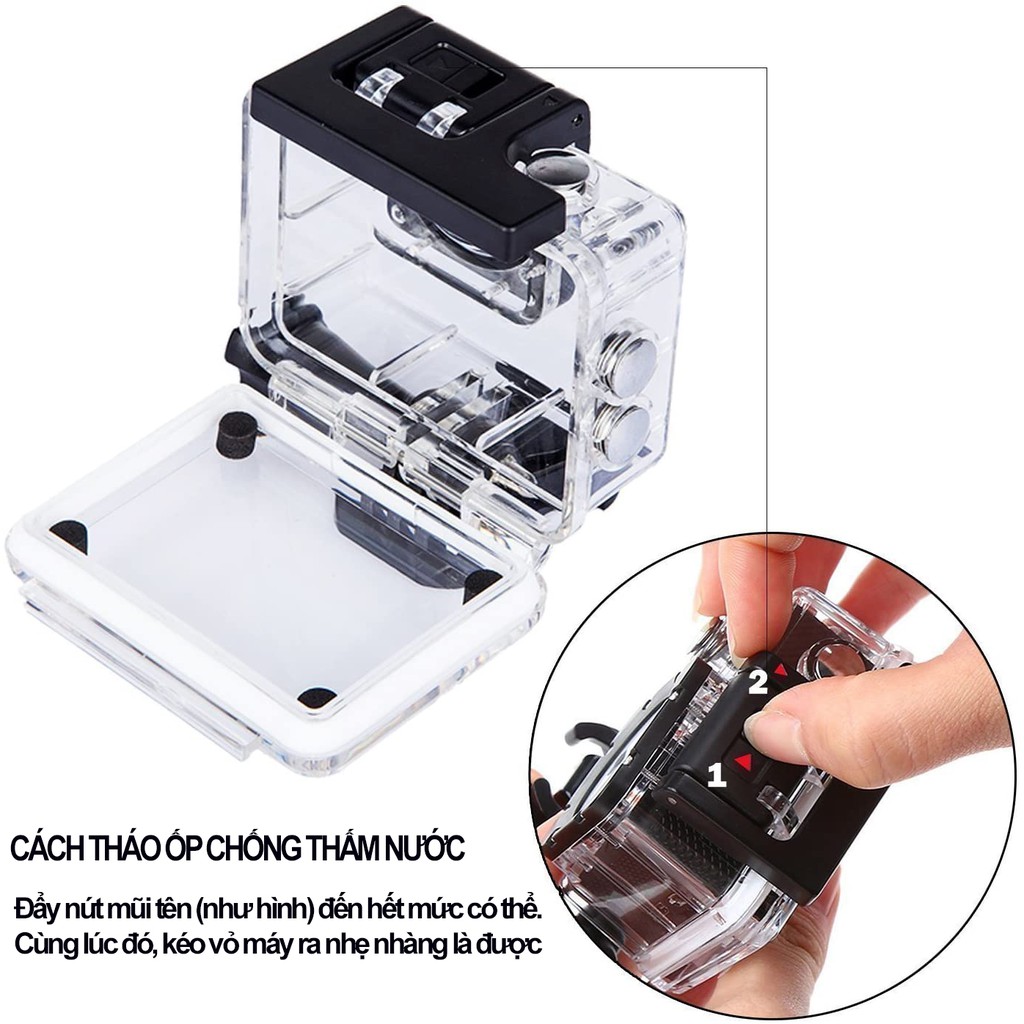 2
1
CÁCH THÁO ỐP CHỐNG THẤM NƯỚC
Đẩy nút mũi tên (như hình) đến hết mức có thể.
Cùng lúc đó, kéo vỏ máy ra nhẹ nhàng là được